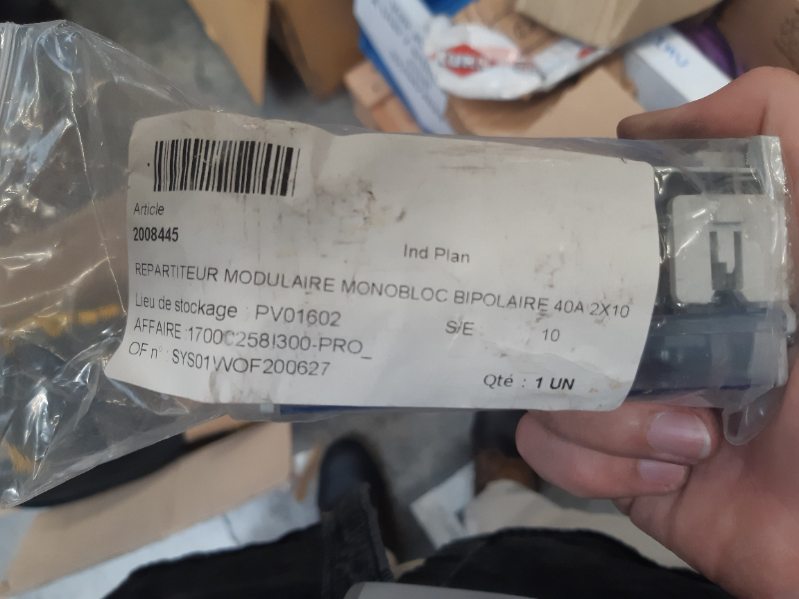 Article
2008445
Ind Plan
REPARTITEUR MODULAIRE MONOBLOC BIPOLAIRE 40A 2X10
Lieu de stockage : PV01602
S/E 10
AFFAIRE 1700C258I300-PRO_
OF n° : SYS01WOF200627
Qté : 1 UN